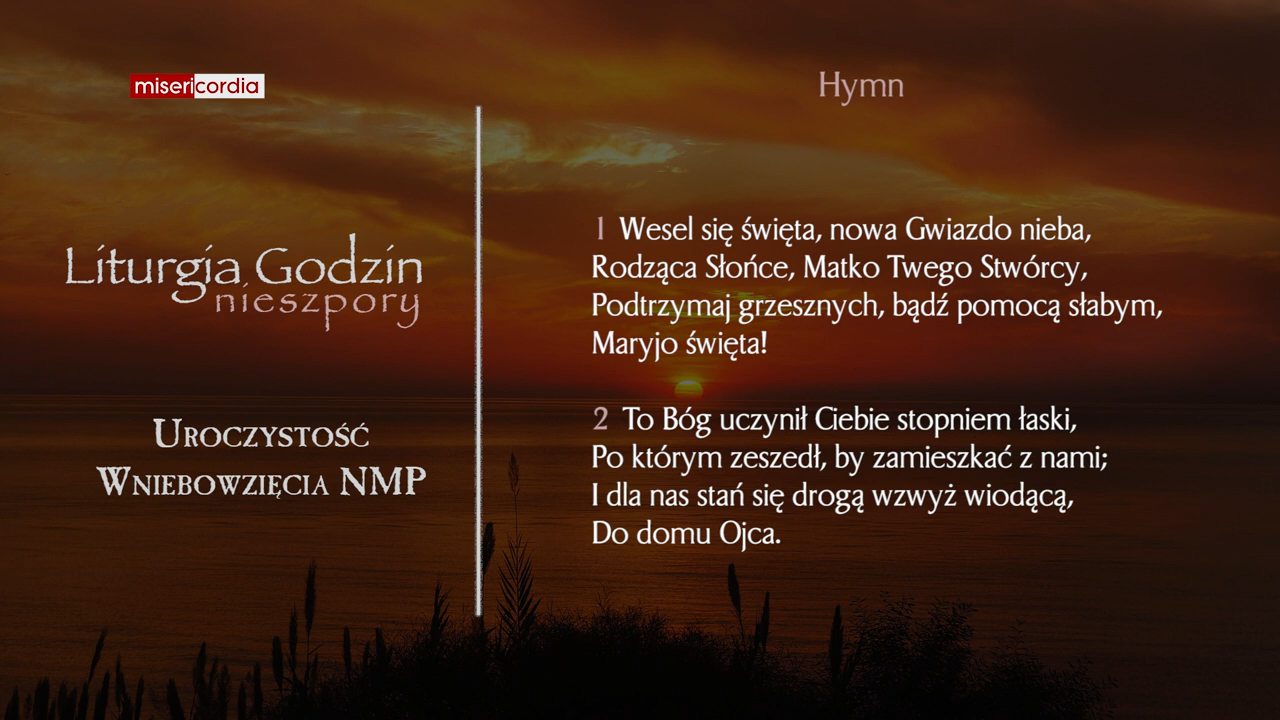 misericordia
Liturgia Godzin
nieszpory
Uroczystość
Wniebowzięcia NMP
Hymn
1 Wesel się święta, nowa Gwiazdo nieba,
Rodząca Słońce, Matko Twego Stwórcy,
Podtrzymaj grzesznych, bądź pomocą słabym,
Maryjo święta!
2 To Bóg uczynił Ciebie stopniem łaski,
Po którym zeszedł, by zamieszkać z nami;
I dla nas stań się drogą wzwyż wiodącą,
Do domu Ojca.